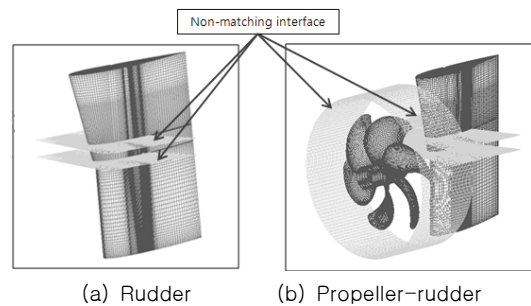 Non-matching interface
(a) Rudder
(b) Propeller-rudder